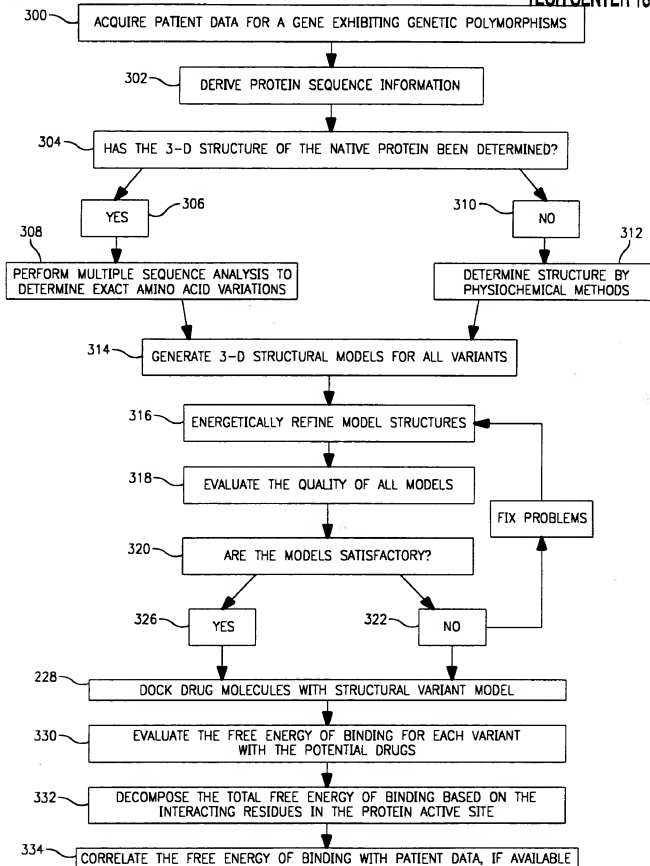 TECH CENTER 16
300
ACQUIRE PATIENT DATA FOR A GENE EXHIBITING GENETIC POLYMORPHISMS
302
DERIVE PROTEIN SEQUENCE INFORMATION
304
HAS THE 3-D STRUCTURE OF THE NATIVE PROTEIN BEEN DETERMINED?
YES
306
310
NO
308
PERFORM MULTIPLE SEQUENCE ANALYSIS TO
DETERMINE EXACT AMINO ACID VARIATIONS
312
DETERMINE STRUCTURE BY
PHYSIOCHEMICAL METHODS
314
GENERATE 3-D STRUCTURAL MODELS FOR ALL VARIANTS
316
ENERGETICALLY REFINE MODEL STRUCTURES
318
EVALUATE THE QUALITY OF ALL MODELS
FIX PROBLEMS
320
ARE THE MODELS SATISFACTORY?
326
YES
322
NO
228
DOCK DRUG MOLECULES WITH STRUCTURAL VARIANT MODEL
330
EVALUATE THE FREE ENERGY OF BINDING FOR EACH VARIANT
WITH THE POTENTIAL DRUGS
332
DECOMPOSE THE TOTAL FREE ENERGY OF BINDING BASED ON THE
INTERACTING RESIDUES IN THE PROTEIN ACTIVE SITE
334
CORRELATE THE FREE ENERGY OF BINDING WITH PATIENT DATA, IF AVAILABLE